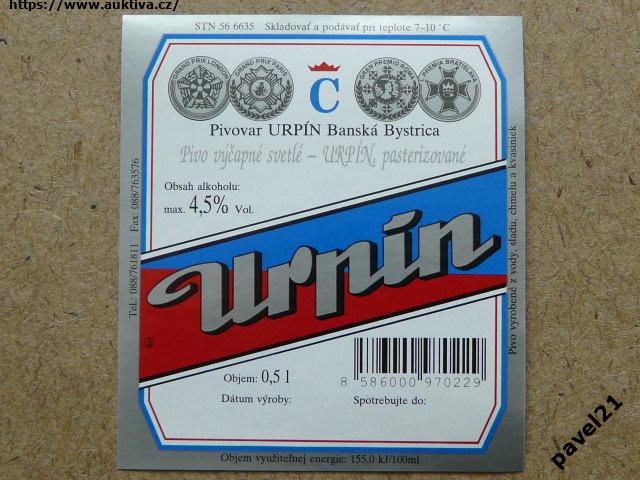 https://www.auktiva.cz/
STN 56 6635 Skladovať a podávať pri teplote 7–10 °C
GRAND PRIX LONDON
GRAND PRIX PARIS
GRAN PREMIO ROMA
PREMIA BRATISLAVA
C
Pivovar URPÍN Banská Bystrica
Pivo výčapné svetlé – URPÍN, pasterizované
Obsah alkoholu:
max. 4,5% Vol.
Urpín
®
Objem: 0,5 l
8 586000 970229
Dátum výroby: Spotrebujte do:
Objem využiteľnej energie: 155,0 kJ/100ml
Tel.: 088/761811 Fax: 088/763576
Pivo vyrobené z vody, sladu, chmelu a kvasiniek
pavel21